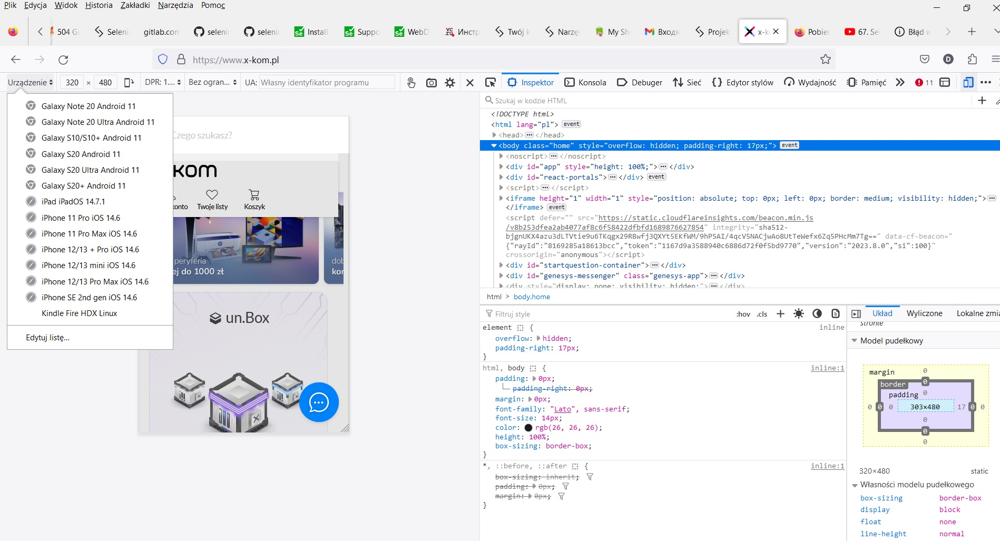 Plik Edycja Widok Historia Zakładki Narzędzia Pomoc
504 Ga
Seleni
gitlab.com
seleniu
seleniu
Install
Suppo
WebD
Инстр
Twój k
Narzę
My Sh
Входя
Projek
x-ko
Pobier
67. Sel
Błąd w
https://www.x-kom.pl
D
Urządzenie 320 × 480 DPR: 1.... Bez ogran... UA: Własny identyfikator programu
Inspektor Konsola Debuger Sieć Edytor stylów Wydajność Pamięć 11
Galaxy Note 20 Android 11
Galaxy Note 20 Ultra Android 11
Galaxy S10/S10+ Android 11
Galaxy S20 Android 11
Galaxy S20 Ultra Android 11
Galaxy S20+ Android 11
iPad iPadOS 14.7.1
iPhone 11 Pro iOS 14.6
iPhone 11 Pro Max iOS 14.6
iPhone 12/13 + Pro iOS 14.6
iPhone 12/13 mini iOS 14.6
iPhone 12/13 Pro Max iOS 14.6
iPhone SE 2nd gen iOS 14.6
Kindle Fire HDX Linux
Edytuj listę...
Czego szukasz?
kom
konto Twoje listy Koszyk
peryferia
ej do 1000 zł
dob
kor
un.Box
Szukaj w kodzie HTML
<!DOCTYPE html>
<html lang="pl"> event
<head> </head>
<body class="home" style="overflow: hidden; padding-right: 17px;"> event
<noscript> </noscript>
<div id="app" style="height: 100%;"> </div>
<div id="react-portals"> </div> event
<script> </script>
<iframe height="1" width="1" style="position: absolute; top: 0px; left: 0px; border: medium; visibility: hidden;">
</iframe> event
<script defer="" src="https://static.cloudflareinsights.com/beacon.min.js
/v8b253dfea2ab4077af8c6f58422dfbfd1689876627854" integrity="sha512-
bjgnUKX4azu3dLTVtie9u6TKqgx29RBwfj3QXYt5EKfWM/9hPSAI/4qcV5NACjwAo8UtTeWefx6Zq5PHcMm7Tg==" data-cf-beacon="
{"rayId":"8169285a18613bcc","token":"1167d9a3588940c6886d72f0f5bd9770","version":"2023.8.0","si":100}"
crossorigin="anonymous"></script>
<div id="startquestion-container"> </div>
<div id="genesys-messenger" class="genesys-app"> </div>
<div style="display: none; visibility: hidden;"> </div>
html > body.home
Filtruj style :hov .cls
element { inline
overflow: hidden;
padding-right: 17px;
}
html, body { inline:1
padding: 0px;
padding-right: 0px;
margin: 0px;
font-family: "Lato", sans-serif;
font-size: 14px;
color: rgb(26, 26, 26);
height: 100%;
box-sizing: border-box;
}
*, ::before, ::after { inline:1
box-sizing: inherit;
padding: 0px;
margin: 0px;
}
Układ Wyliczone Lokalne zmia
stronie
Model pudełkowy
margin 0
border 0
padding 0
0 0 0 303×480 17 0 0
0
0
0
320×480 static
Własności modelu pudełkowego
box-sizing border-box
display block
float none
line-height normal